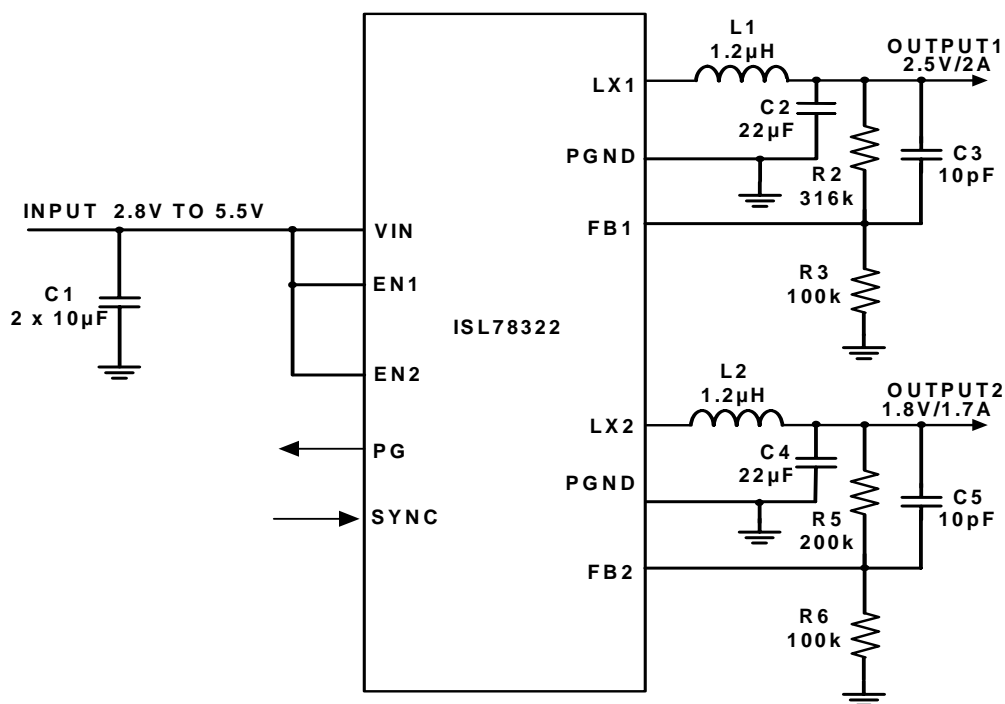 L1
1.2µH
OUTPUT1
2.5V/2A
LX1
C2
22µF
PGND
R2
316k
C3
10pF
INPUT 2.8V TO 5.5V
VIN
FB1
EN1
C1
2 x 10µF
R3
100k
ISL78322
EN2
L2
1.2µH
OUTPUT2
1.8V/1.7A
LX2
PG
C4
22µF
PGND
SYNC
R5
200k
C5
10pF
FB2
R6
100k